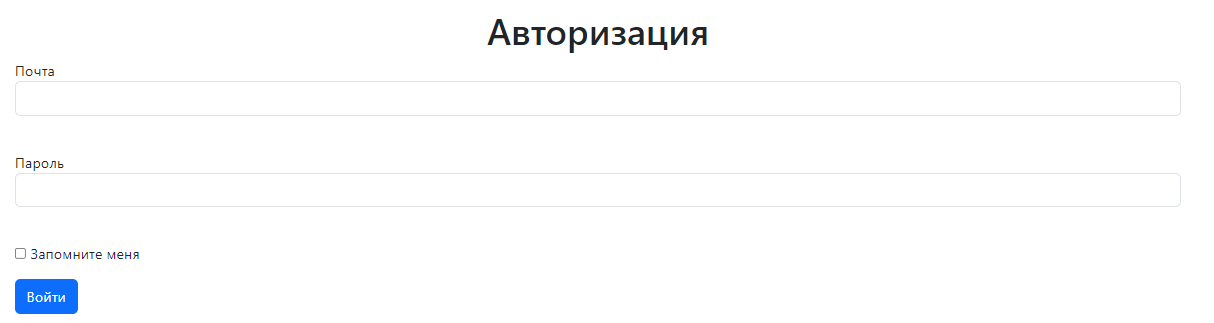 Авторизация
Почта
Пароль
Запомните меня
Войти